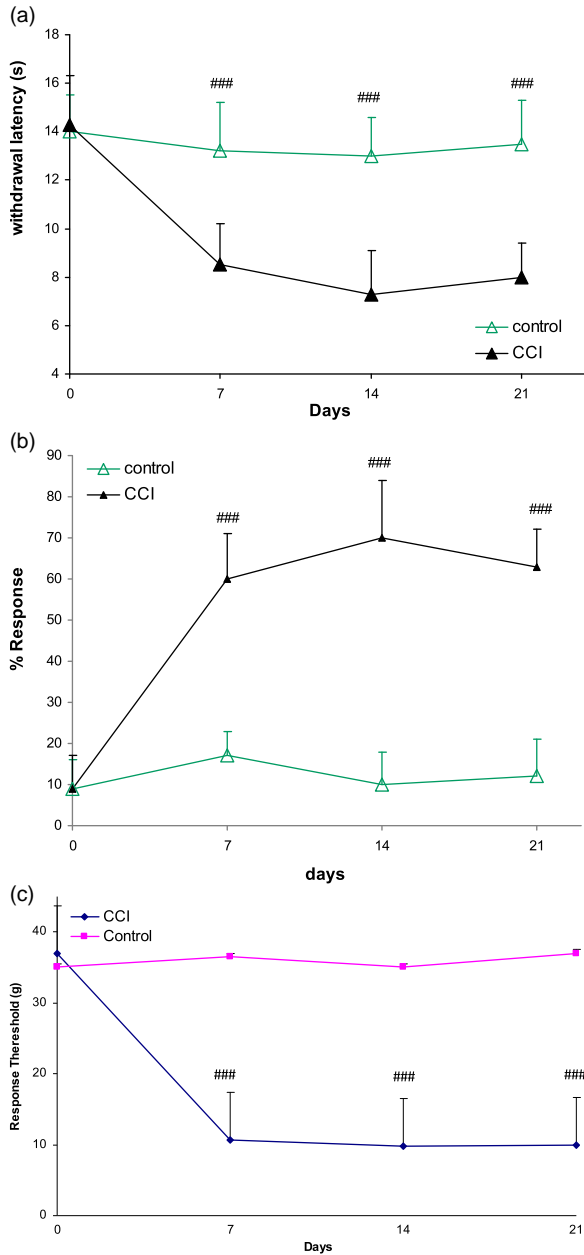 (a)
withdrawal latency (s)
18
16
14
12
10
8
6
4
### ### ###
control
CCI
0 7 14 21
Days
(b)
% Response
90
80
70
60
50
40
30
20
10
0
control
CCI
### ### ###
0 7 14 21
days
(c)
Response Thereshold (g)
40
30
20
10
0
CCI
Control
### ### ###
0 7 14 21
Days